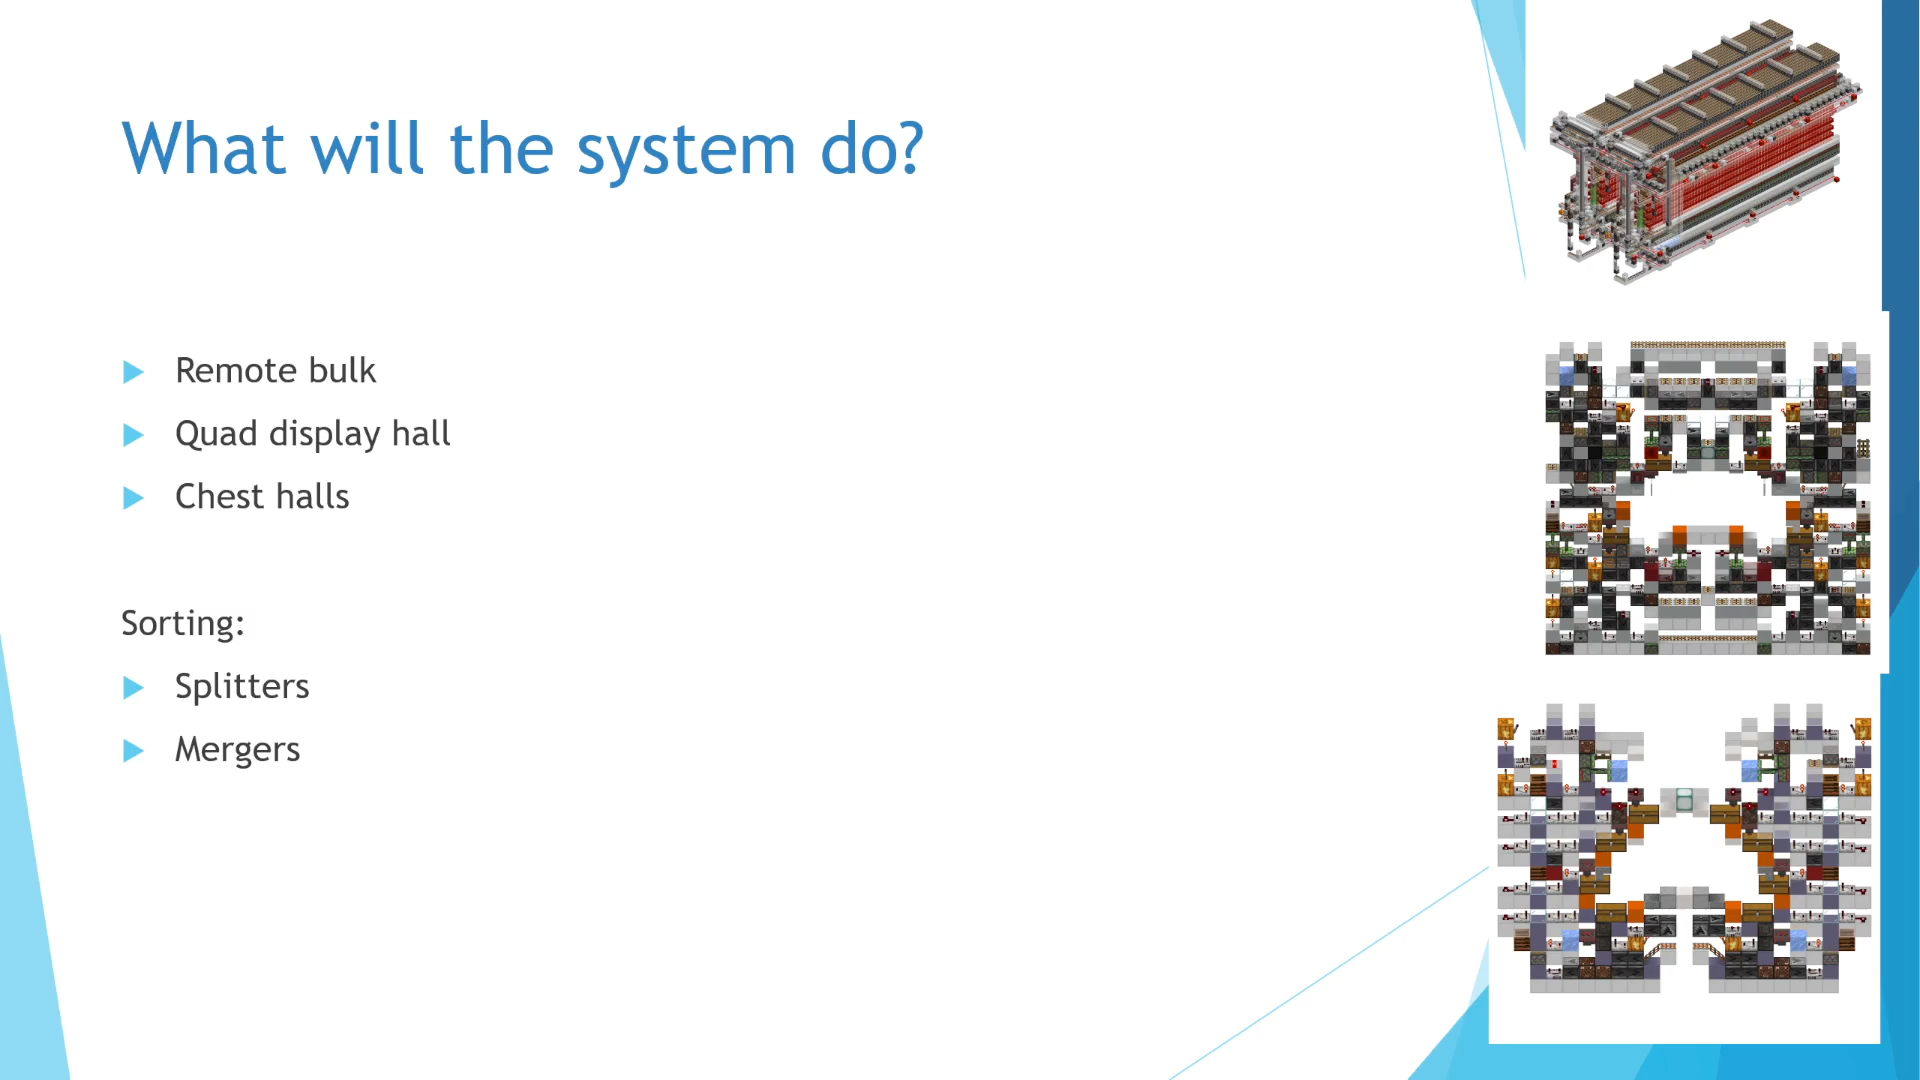 What will the system do?
Remote bulk
Quad display hall
Chest halls
Sorting:
Splitters
Mergers